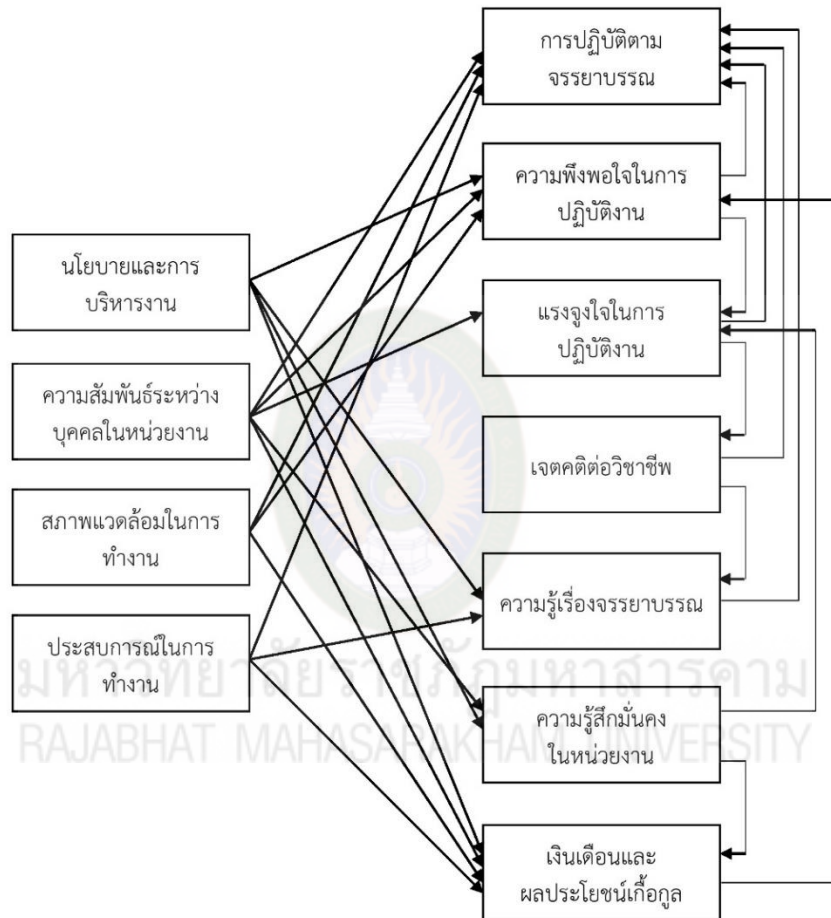 การปฏิบัติตาม
จรรยาบรรณ
ความพึงพอใจในการ
ปฏิบัติงาน
นโยบายและการ
บริหารงาน
แรงจูงใจในการ
ปฏิบัติงาน
ความสัมพันธ์ระหว่าง
บุคคลในหน่วยงาน
เจตคติต่อวิชาชีพ
สภาพแวดล้อมในการ
ทำงาน
ความรู้เรื่องจรรยาบรรณ
ประสบการณ์ในการ
ทำงาน
มหาวิทยาลัยราชภัฏมหาสารคาม
RAJABHAT MAHASARAKHAM UNIVERSITY
ความรู้สึกมั่นคง
ในหน่วยงาน
เงินเดือนและ
ผลประโยชน์เกื้อกูล